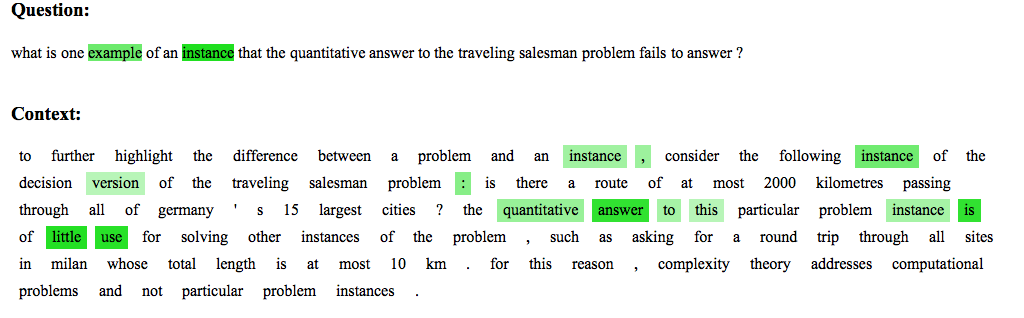 Question:
what is one example of an instance that the quantitative answer to the traveling salesman problem fails to answer ?
Context:
to further highlight the difference between a problem and an instance , consider the following instance of the
decision version of the traveling salesman problem : is there a route of at most 2000 kilometres passing
through all of germany ' s 15 largest cities ? the quantitative answer to this particular problem instance is
of little use for solving other instances of the problem , such as asking for a round trip through all sites
in milan whose total length is at most 10 km . for this reason , complexity theory addresses computational
problems and not particular problem instances .